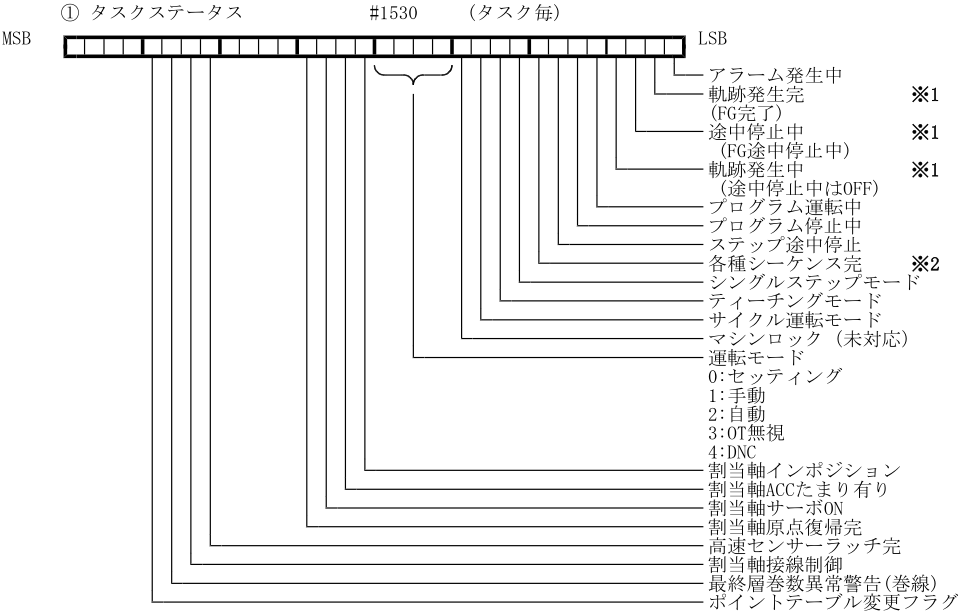 ① タスクステータス #1530 (タスク毎)
MSB LSB
アラーム発生中
軌跡発生完 ※1
(FG完了)
途中停止中 ※1
(FG途中停止中)
軌跡発生中 ※1
(途中停止中はOFF)
プログラム運転中
プログラム停止中
ステップ途中停止
各種シーケンス完 ※2
シングルステップモード
ティーチングモード
サイクル運転モード
マシンロック (未対応)
運転モード
0:セッティング
1:手動
2:自動
3:OT無視
4:DNC
割当軸インポジション
割当軸ACCたまり有り
割当軸サーボON
割当軸原点復帰完
高速センサーラッチ完
割当軸接線制御
最終層巻数異常警告(巻線)
ポイントテーブル変更フラグ